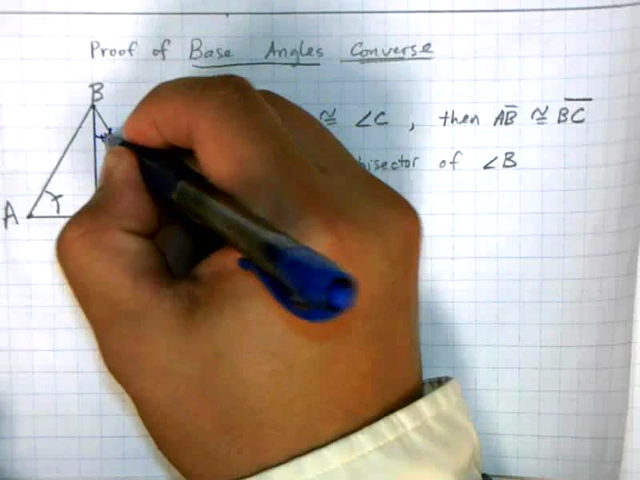 Proof of Base Angles Converse
B
≅ ∠C , then AB ≅ BC
bisector of ∠B
A